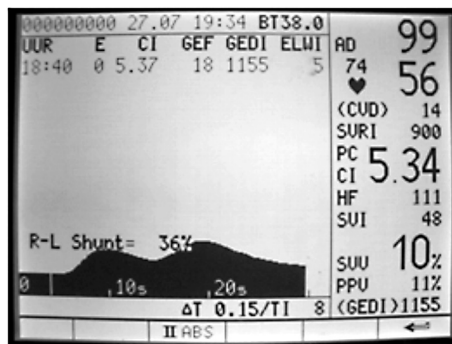 000000000 27.07 19:34 BT38.0
UUR E CI GEF GEDI ELWI
18:40 0 5.37 18 1155 5
R-L Shunt= 36%
0 10s 20s
ΔT 0.15/TI 8
II ABS
AD 99
74 56
♥
(CVD) 14
SVRI 900
PC
CI 5.34
HF 111
SVI 48
SVV 10%
PPV 11%
(GEDI)1155